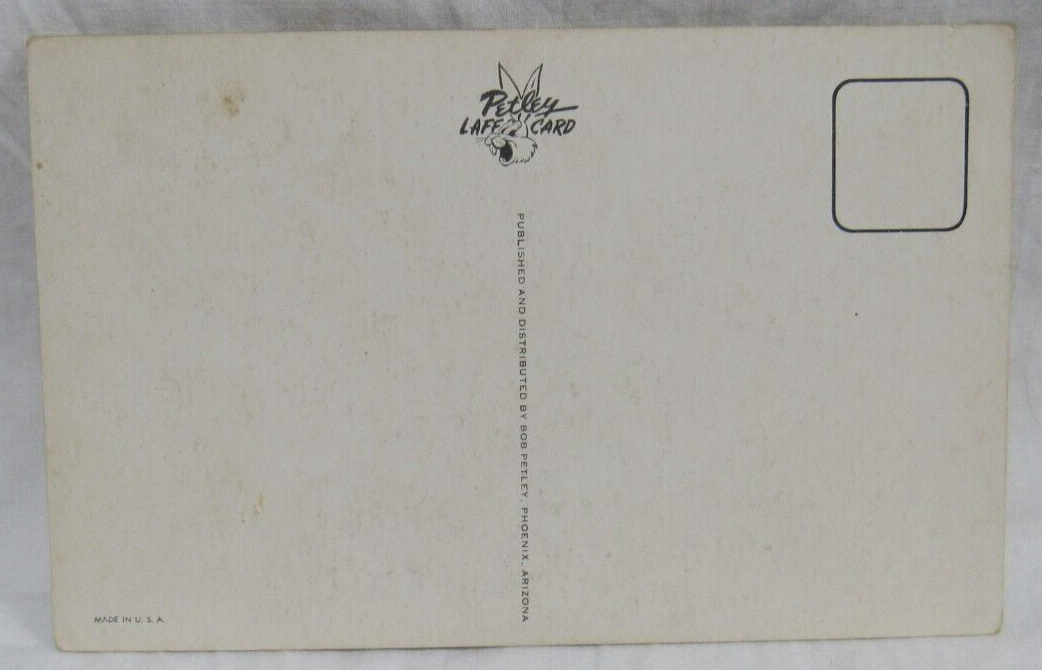 Petley
LAFF CARD
PUBLISHED AND DISTRIBUTED BY BOB PETLEY, PHOENIX, ARIZONA
MADE IN U. S. A.